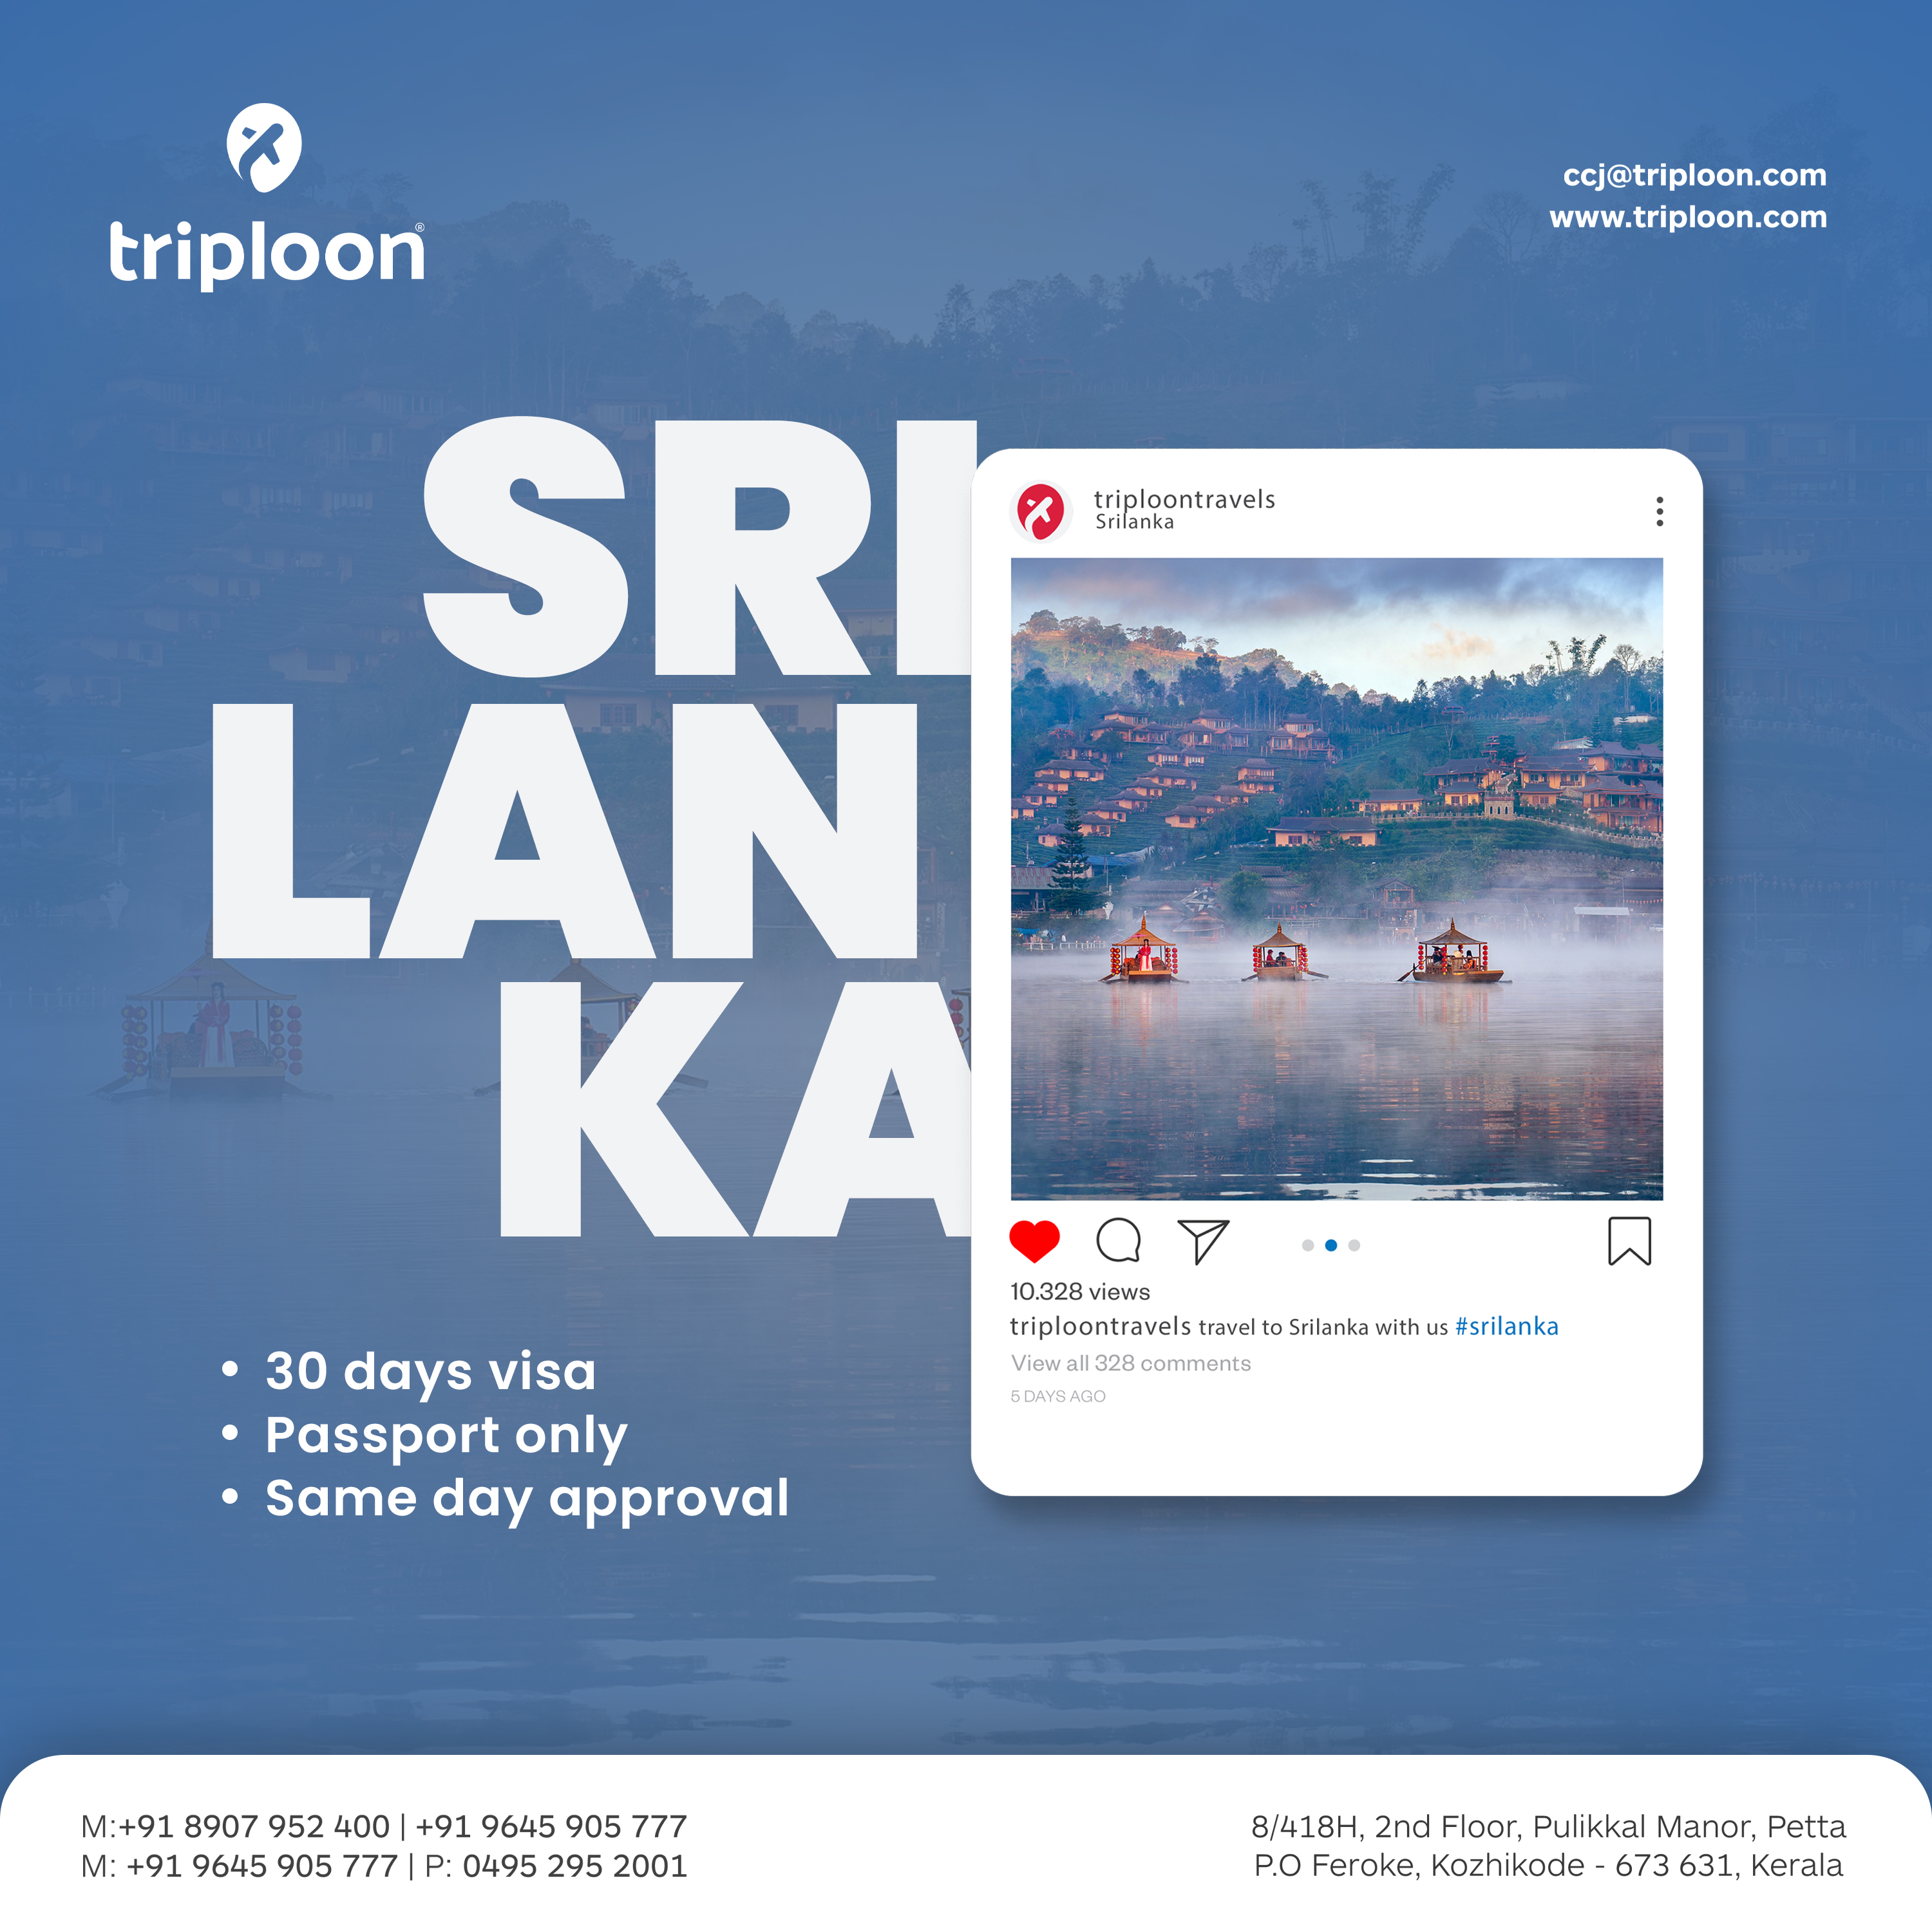 triploon®
ccj@triploon.com
www.triploon.com
SRI
LAN
KA
triploontravels
Srilanka
10.328 views
triploontravels travel to Srilanka with us #srilanka
View all 328 comments
5 DAYS AGO
• 30 days visa
• Passport only
• Same day approval
M:+91 8907 952 400 | +91 9645 905 777
M: +91 9645 905 777 | P: 0495 295 2001
8/418H, 2nd Floor, Pulikkal Manor, Petta
P.O Feroke, Kozhikode - 673 631, Kerala